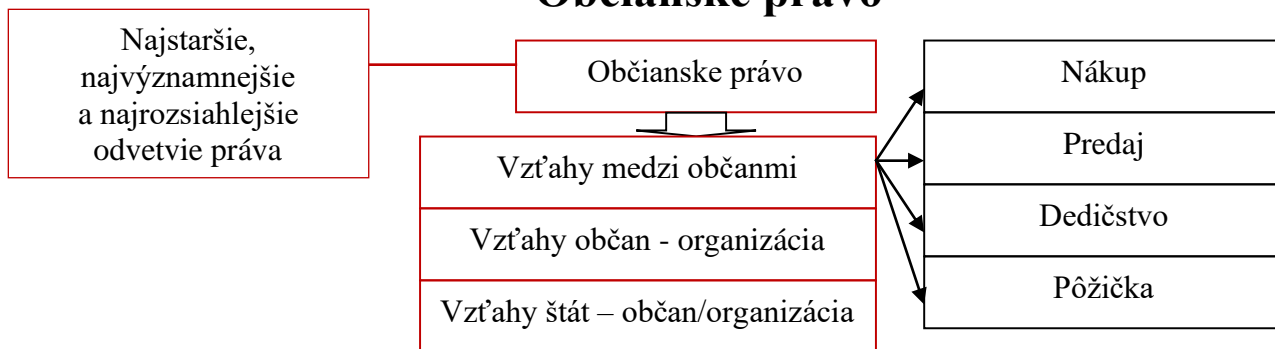 Občianske právo
Najstaršie,
najvýznamnejšie
a najrozsiahlejšie
odvetvie práva
Občianske právo
Vzťahy medzi občanmi
Vzťahy občan - organizácia
Vzťahy štát – občan/organizácia
Nákup
Predaj
Dedičstvo
Pôžička